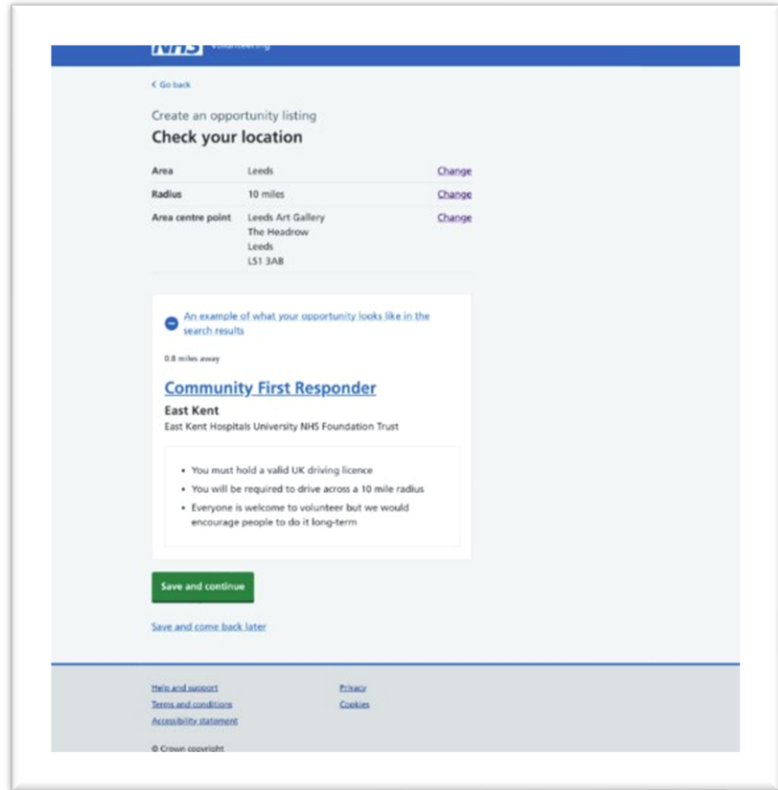 NHS Volunteering
< Go back
Create an opportunity listing
Check your location
Area Leeds Change
Radius 10 miles Change
Area centre point Leeds Art Gallery Change
The Headrow
Leeds
LS1 3AB
An example of what your opportunity looks like in the
search results
0.8 miles away
Community First Responder
East Kent
East Kent Hospitals University NHS Foundation Trust
• You must hold a valid UK driving licence
• You will be required to drive across a 10 mile radius
• Everyone is welcome to volunteer but we would
encourage people to do it long-term
Save and continue
Save and come back later
Help and support Privacy
Terms and conditions Cookies
Accessibility statement
© Crown copyright